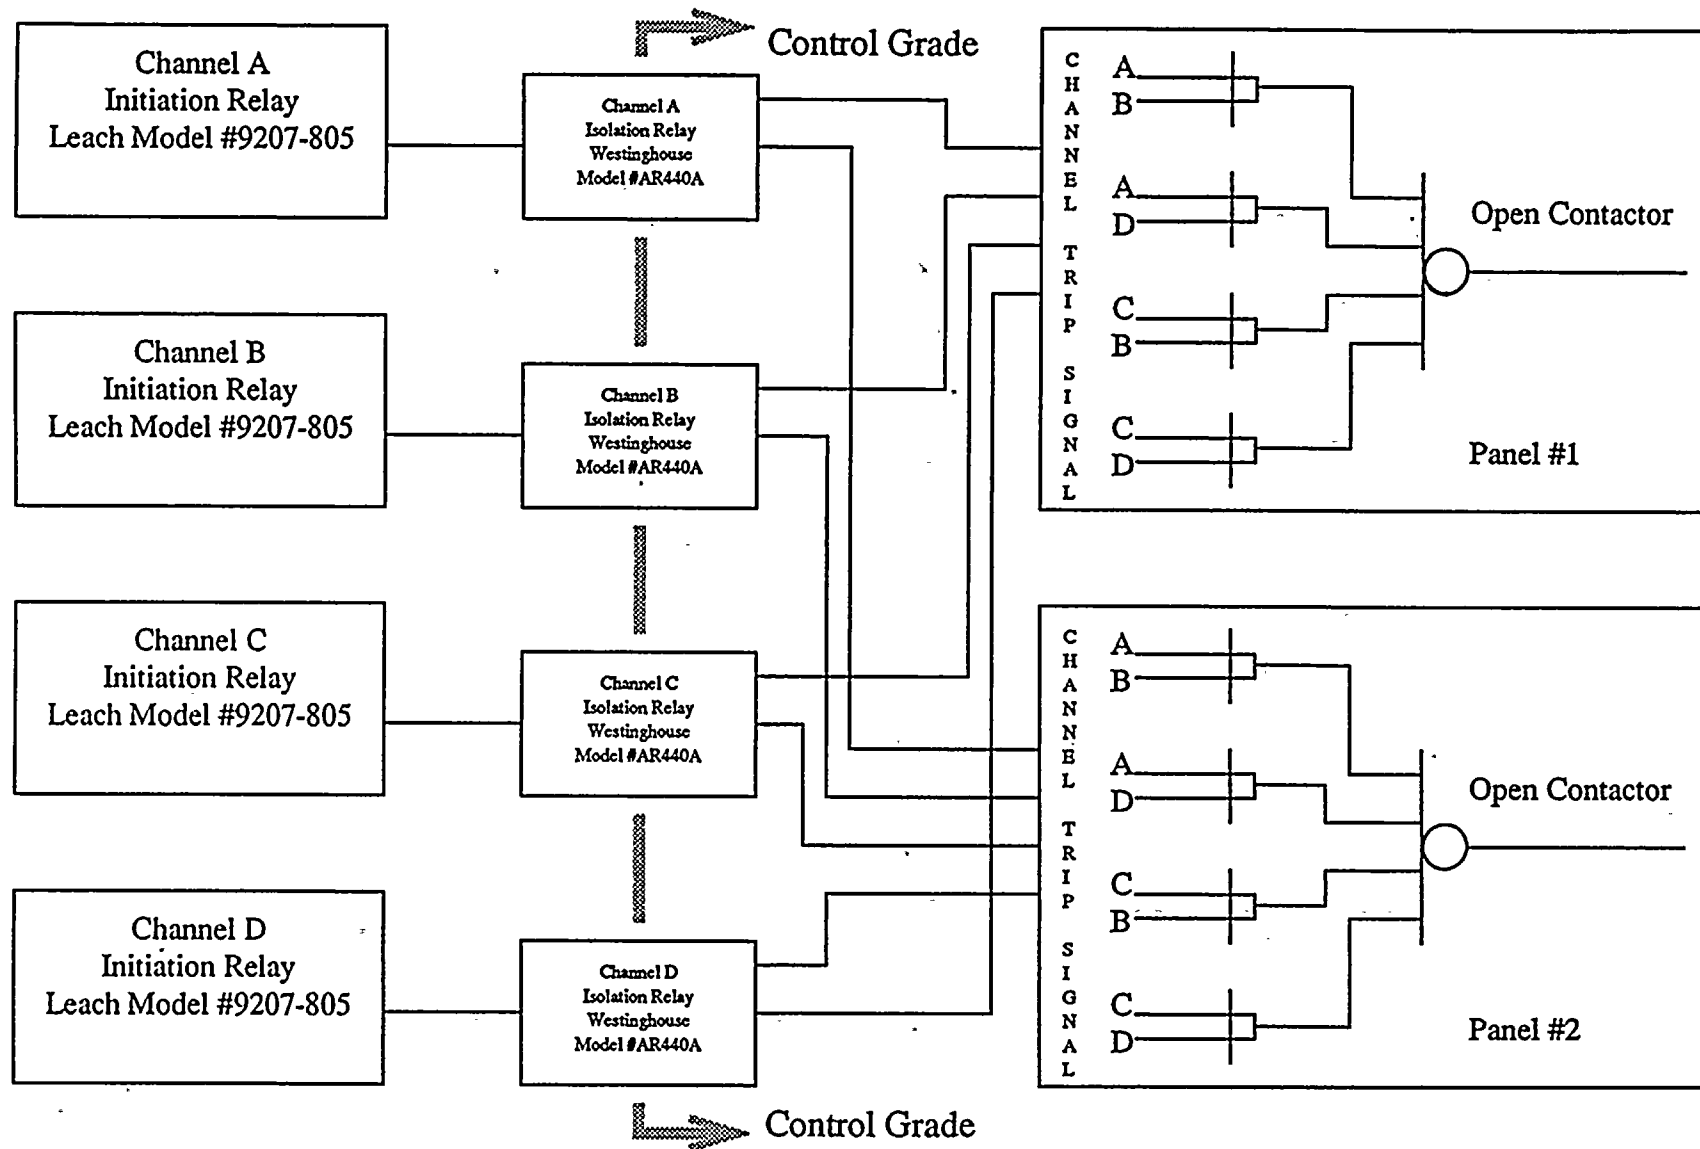 Control Grade
Channel A
Initiation Relay
Leach Model #9207-805
Channel A
Isolation Relay
Westinghouse
Model #AR440A
Channel B
Initiation Relay
Leach Model #9207-805
Channel B
Isolation Relay
Westinghouse
Model #AR440A
Channel C
Initiation Relay
Leach Model #9207-805
Channel C
Isolation Relay
Westinghouse
Model #AR440A
Channel D
Initiation Relay
Leach Model #9207-805
Channel D
Isolation Relay
Westinghouse
Model #AR440A
Control Grade
CHANNEL TRIP SIGNAL
A
B
A
D
C
B
C
D
Open Contactor
Panel #1
CHANNEL TRIP SIGNAL
A
B
A
D
C
B
C
D
Open Contactor
Panel #2